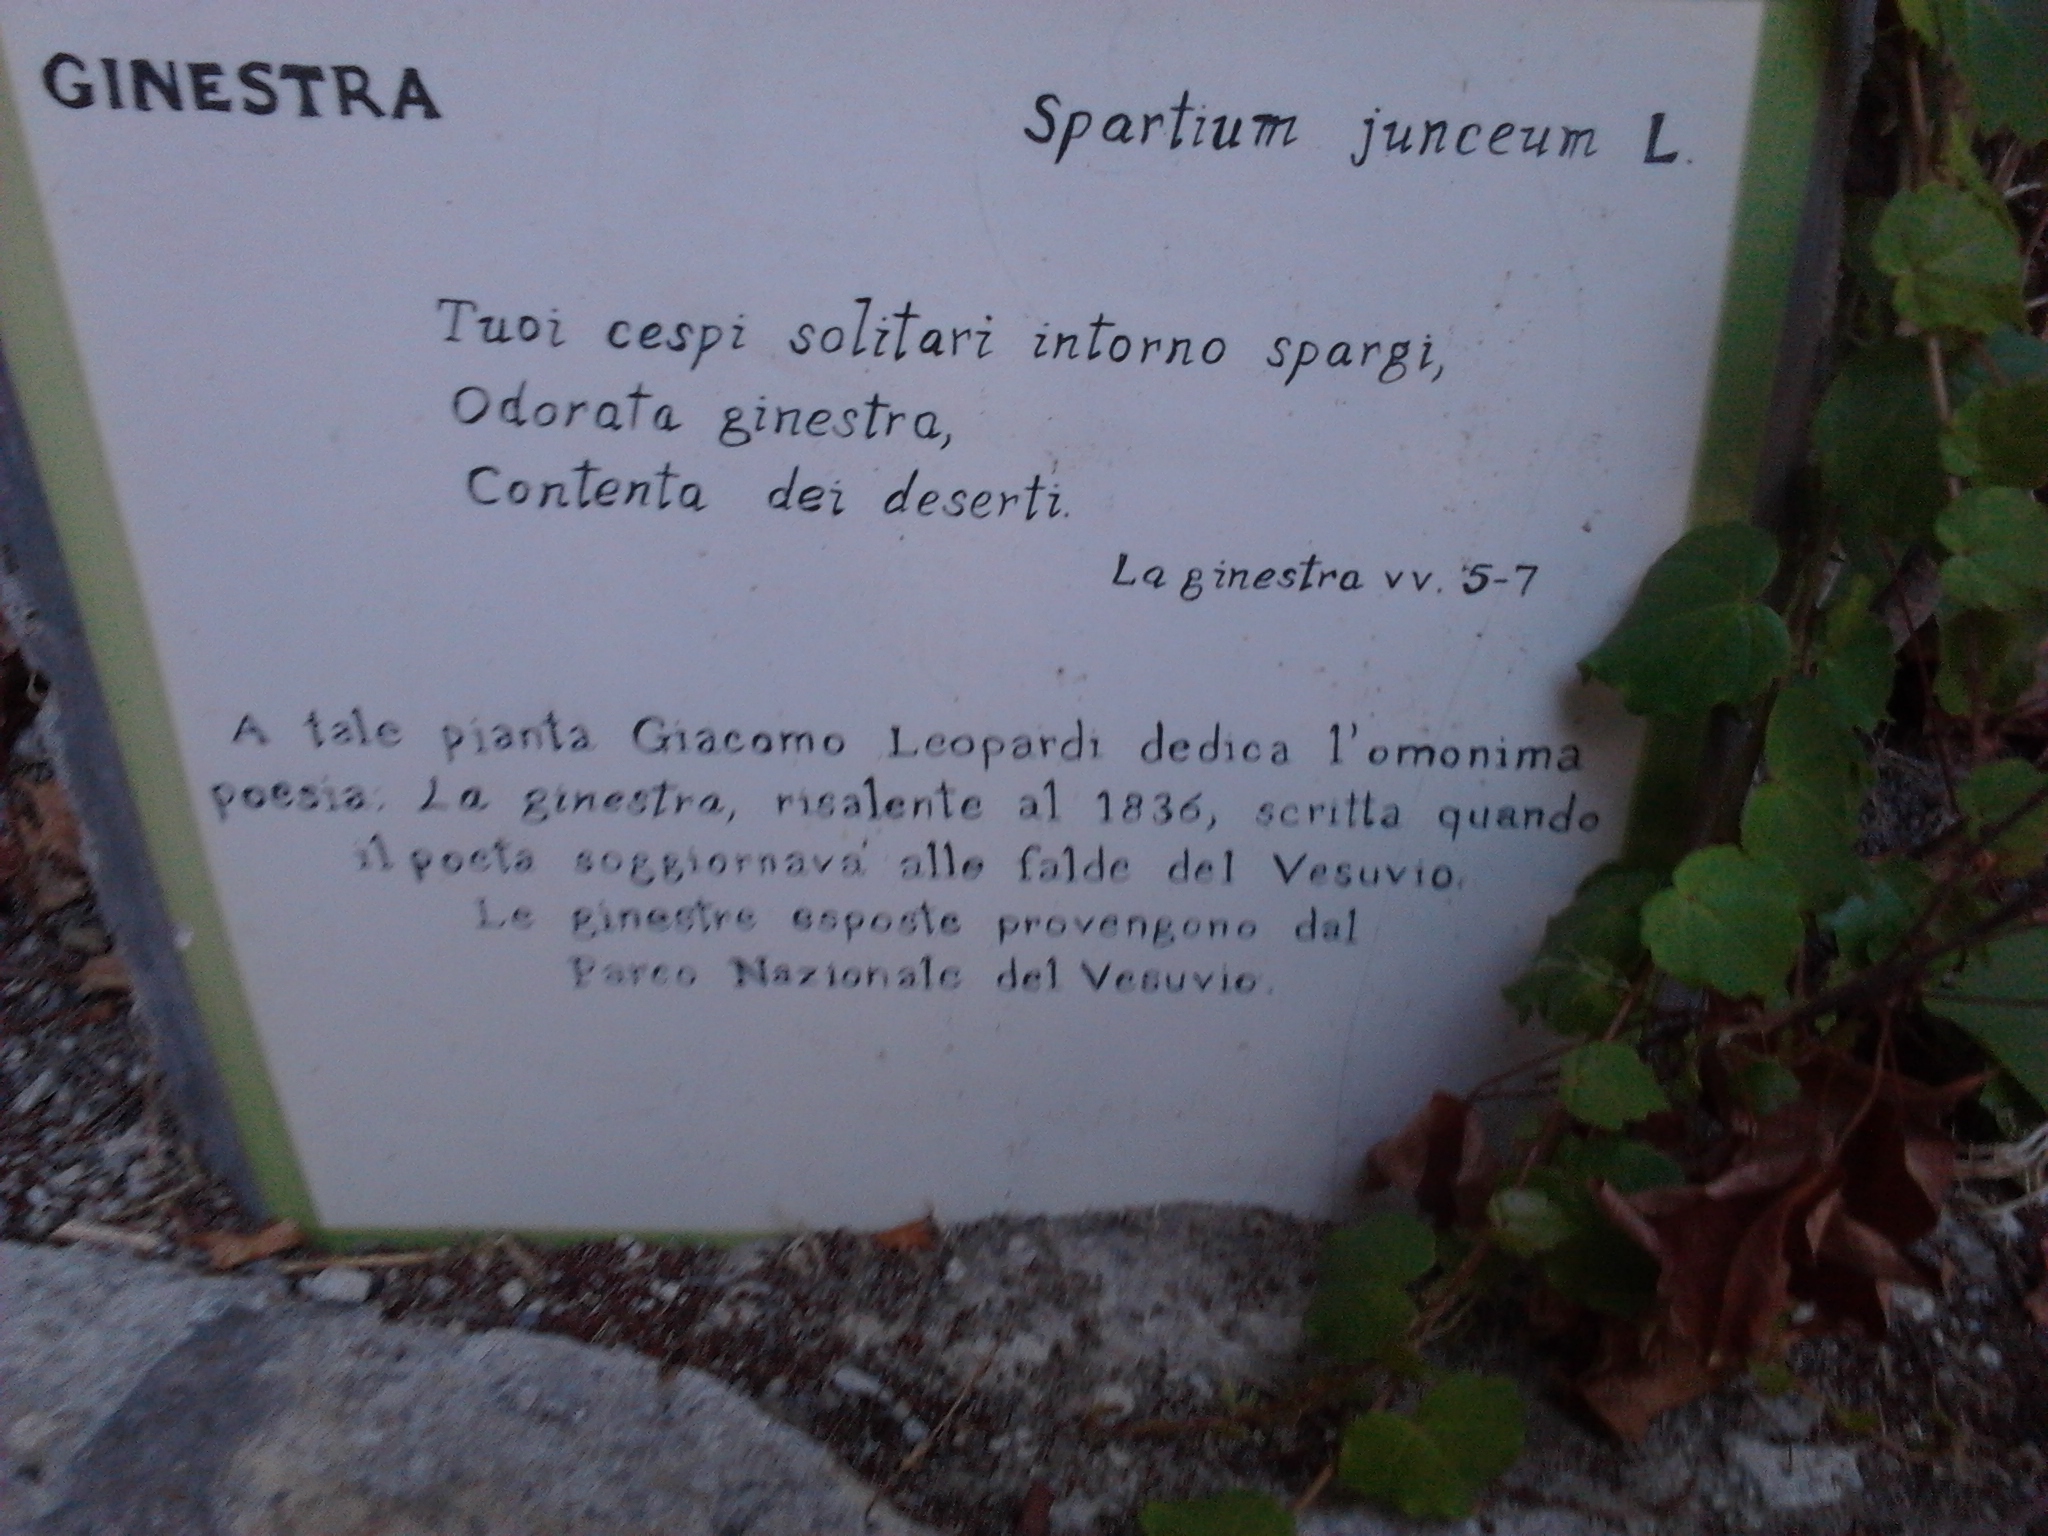 GINESTRA
Spartium junceum L.
Tuoi cespi solitari intorno spargi,
Odorata ginestra,
Contenta dei deserti.
La ginestra vv. 5-7
A tale pianta Giacomo Leopardi dedica l'omonima
poesia: La ginestra, risalente al 1836, scritta quando
il poeta soggiornava alle falde del Vesuvio.
Le ginestre esposte provengono dal
Parco Nazionale del Vesuvio.